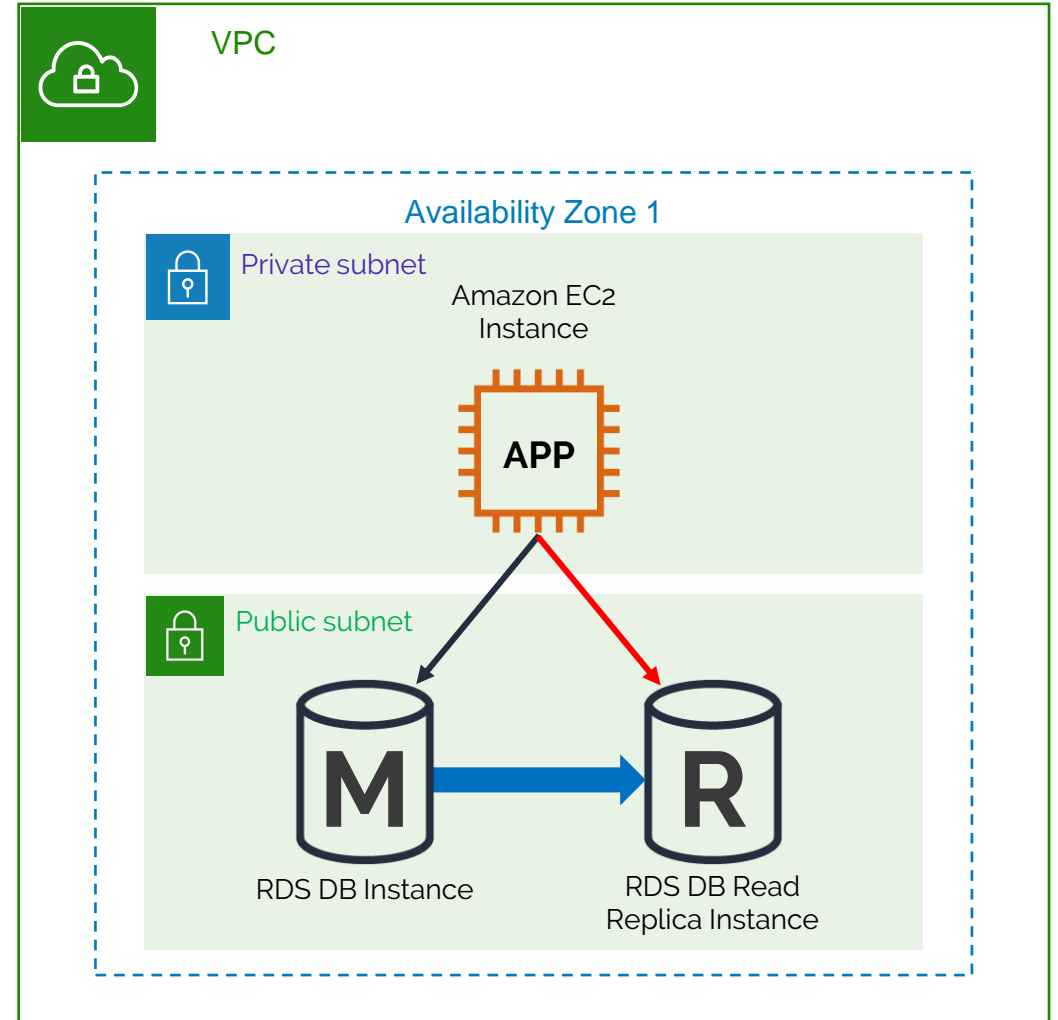 VPC
Availability Zone 1
Private subnet
Amazon EC2
Instance
APP
Public subnet
M
R
RDS DB Instance
RDS DB Read
Replica Instance